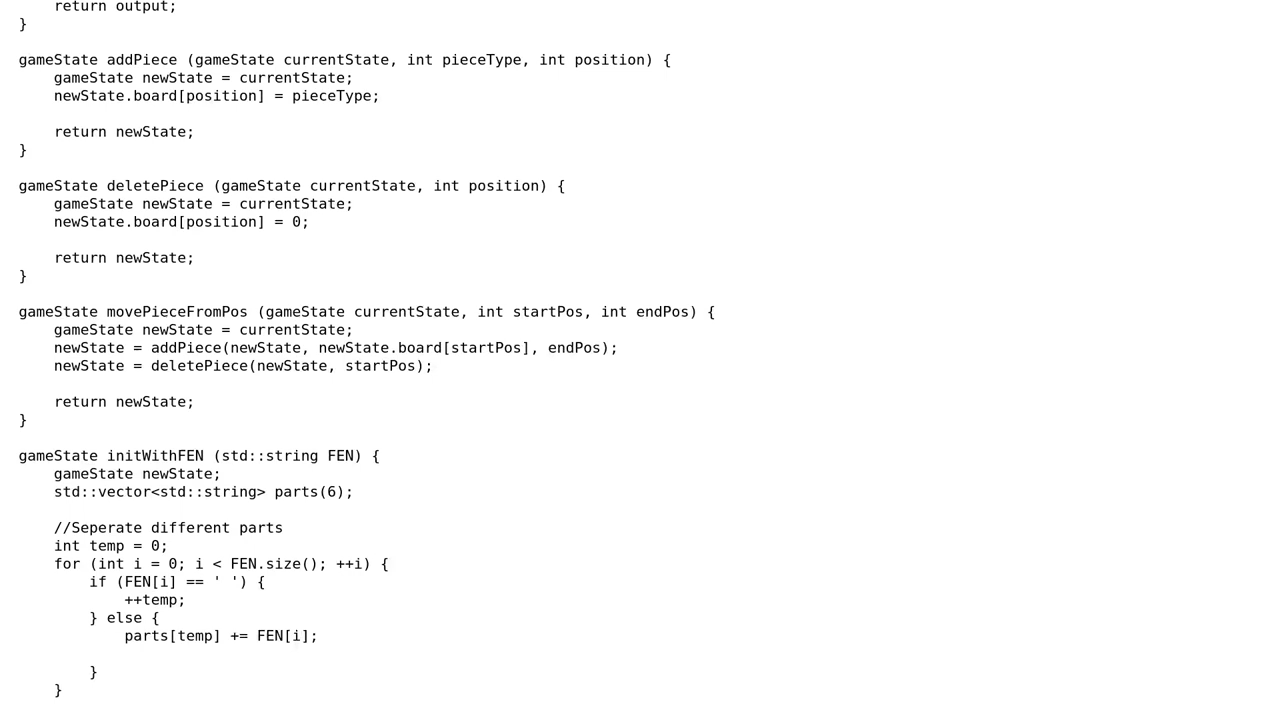 return output;
}

gameState addPiece (gameState currentState, int pieceType, int position) {
    gameState newState = currentState;
    newState.board[position] = pieceType;

    return newState;
}

gameState deletePiece (gameState currentState, int position) {
    gameState newState = currentState;
    newState.board[position] = 0;

    return newState;
}

gameState movePieceFromPos (gameState currentState, int startPos, int endPos) {
    gameState newState = currentState;
    newState = addPiece(newState, newState.board[startPos], endPos);
    newState = deletePiece(newState, startPos);

    return newState;
}

gameState initWithFEN (std::string FEN) {
    gameState newState;
    std::vector<std::string> parts(6);

    //Seperate different parts
    int temp = 0;
    for (int i = 0; i < FEN.size(); ++i) {
        if (FEN[i] == ' ') {
            ++temp;
        } else {
            parts[temp] += FEN[i];

        }
    }